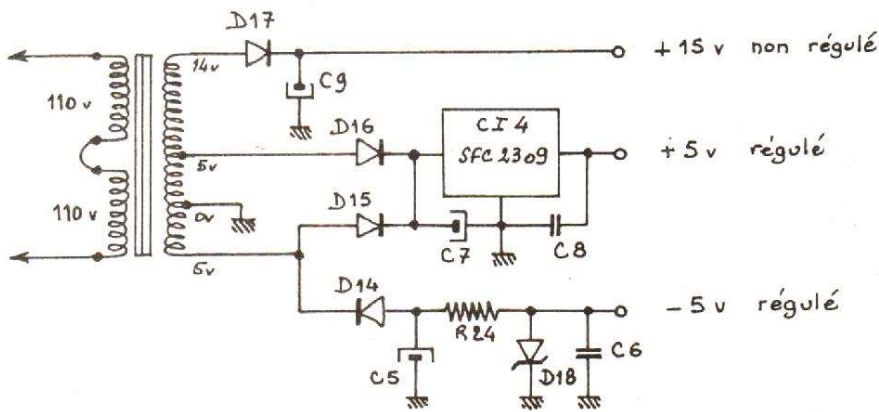 D17
+ 15 v non régulé
14v
C9
110 v
D16
CI 4
SFC 2309
+ 5 v régulé
5v
D15
0v
110 v
C7
C8
5v
D14
- 5 v régulé
R24
C5
D18
C6